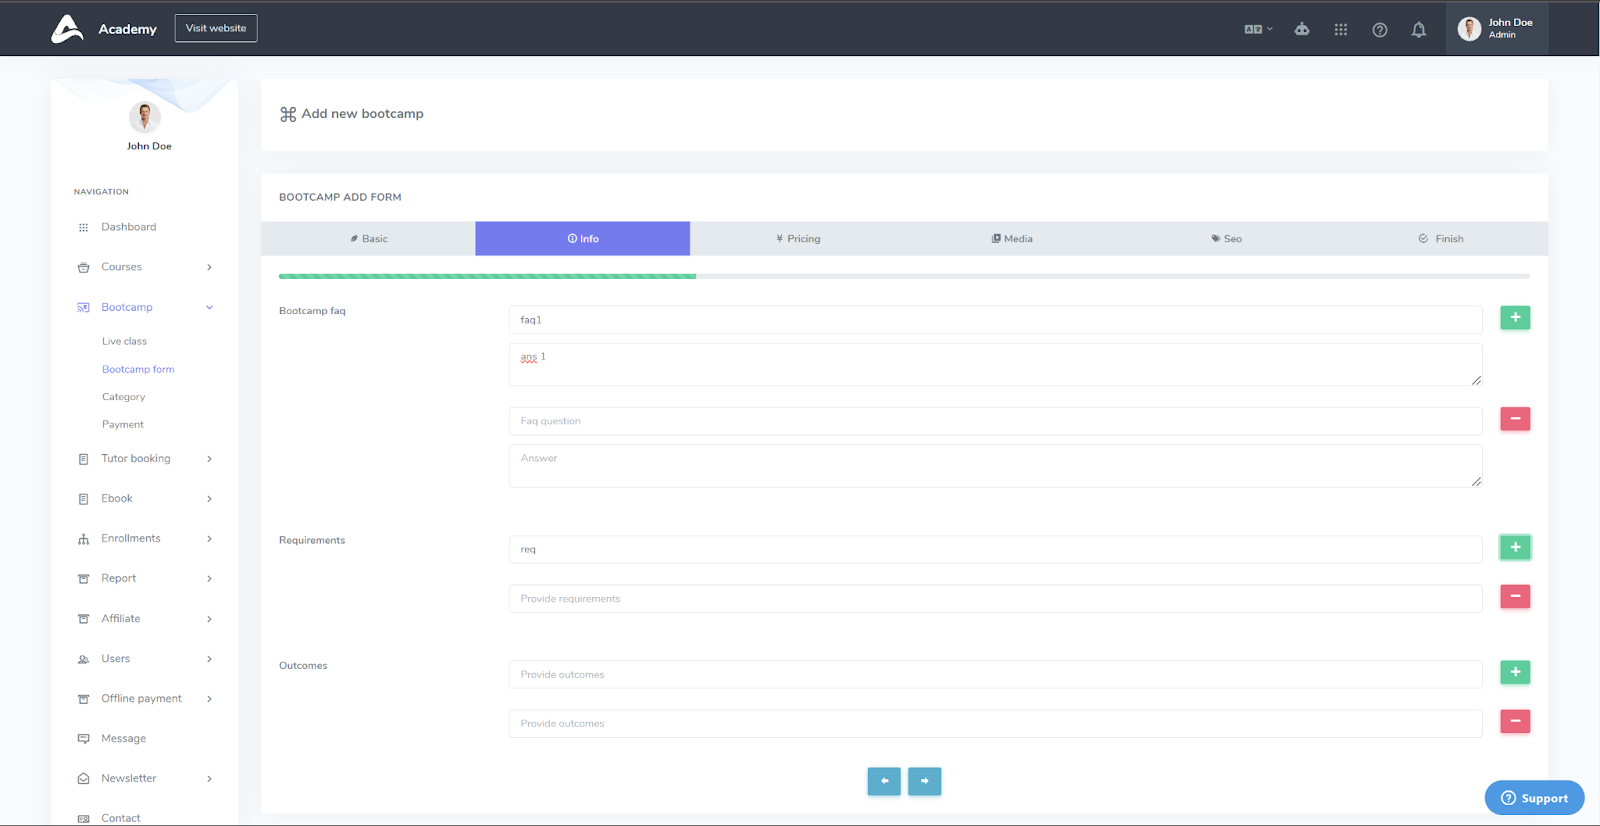 Academy
Visit website
John Doe
Admin
John Doe
NAVIGATION
Dashboard
Courses
Bootcamp
Live class
Bootcamp form
Category
Payment
Tutor booking
Ebook
Enrollments
Report
Affiliate
Users
Offline payment
Message
Newsletter
Contact
Add new bootcamp
BOOTCAMP ADD FORM
Basic
Info
¥ Pricing
Media
Seo
Finish
Bootcamp faq
faq1
ans 1
Faq question
Answer
Requirements
req
Provide requirements
Outcomes
Provide outcomes
Provide outcomes
Support